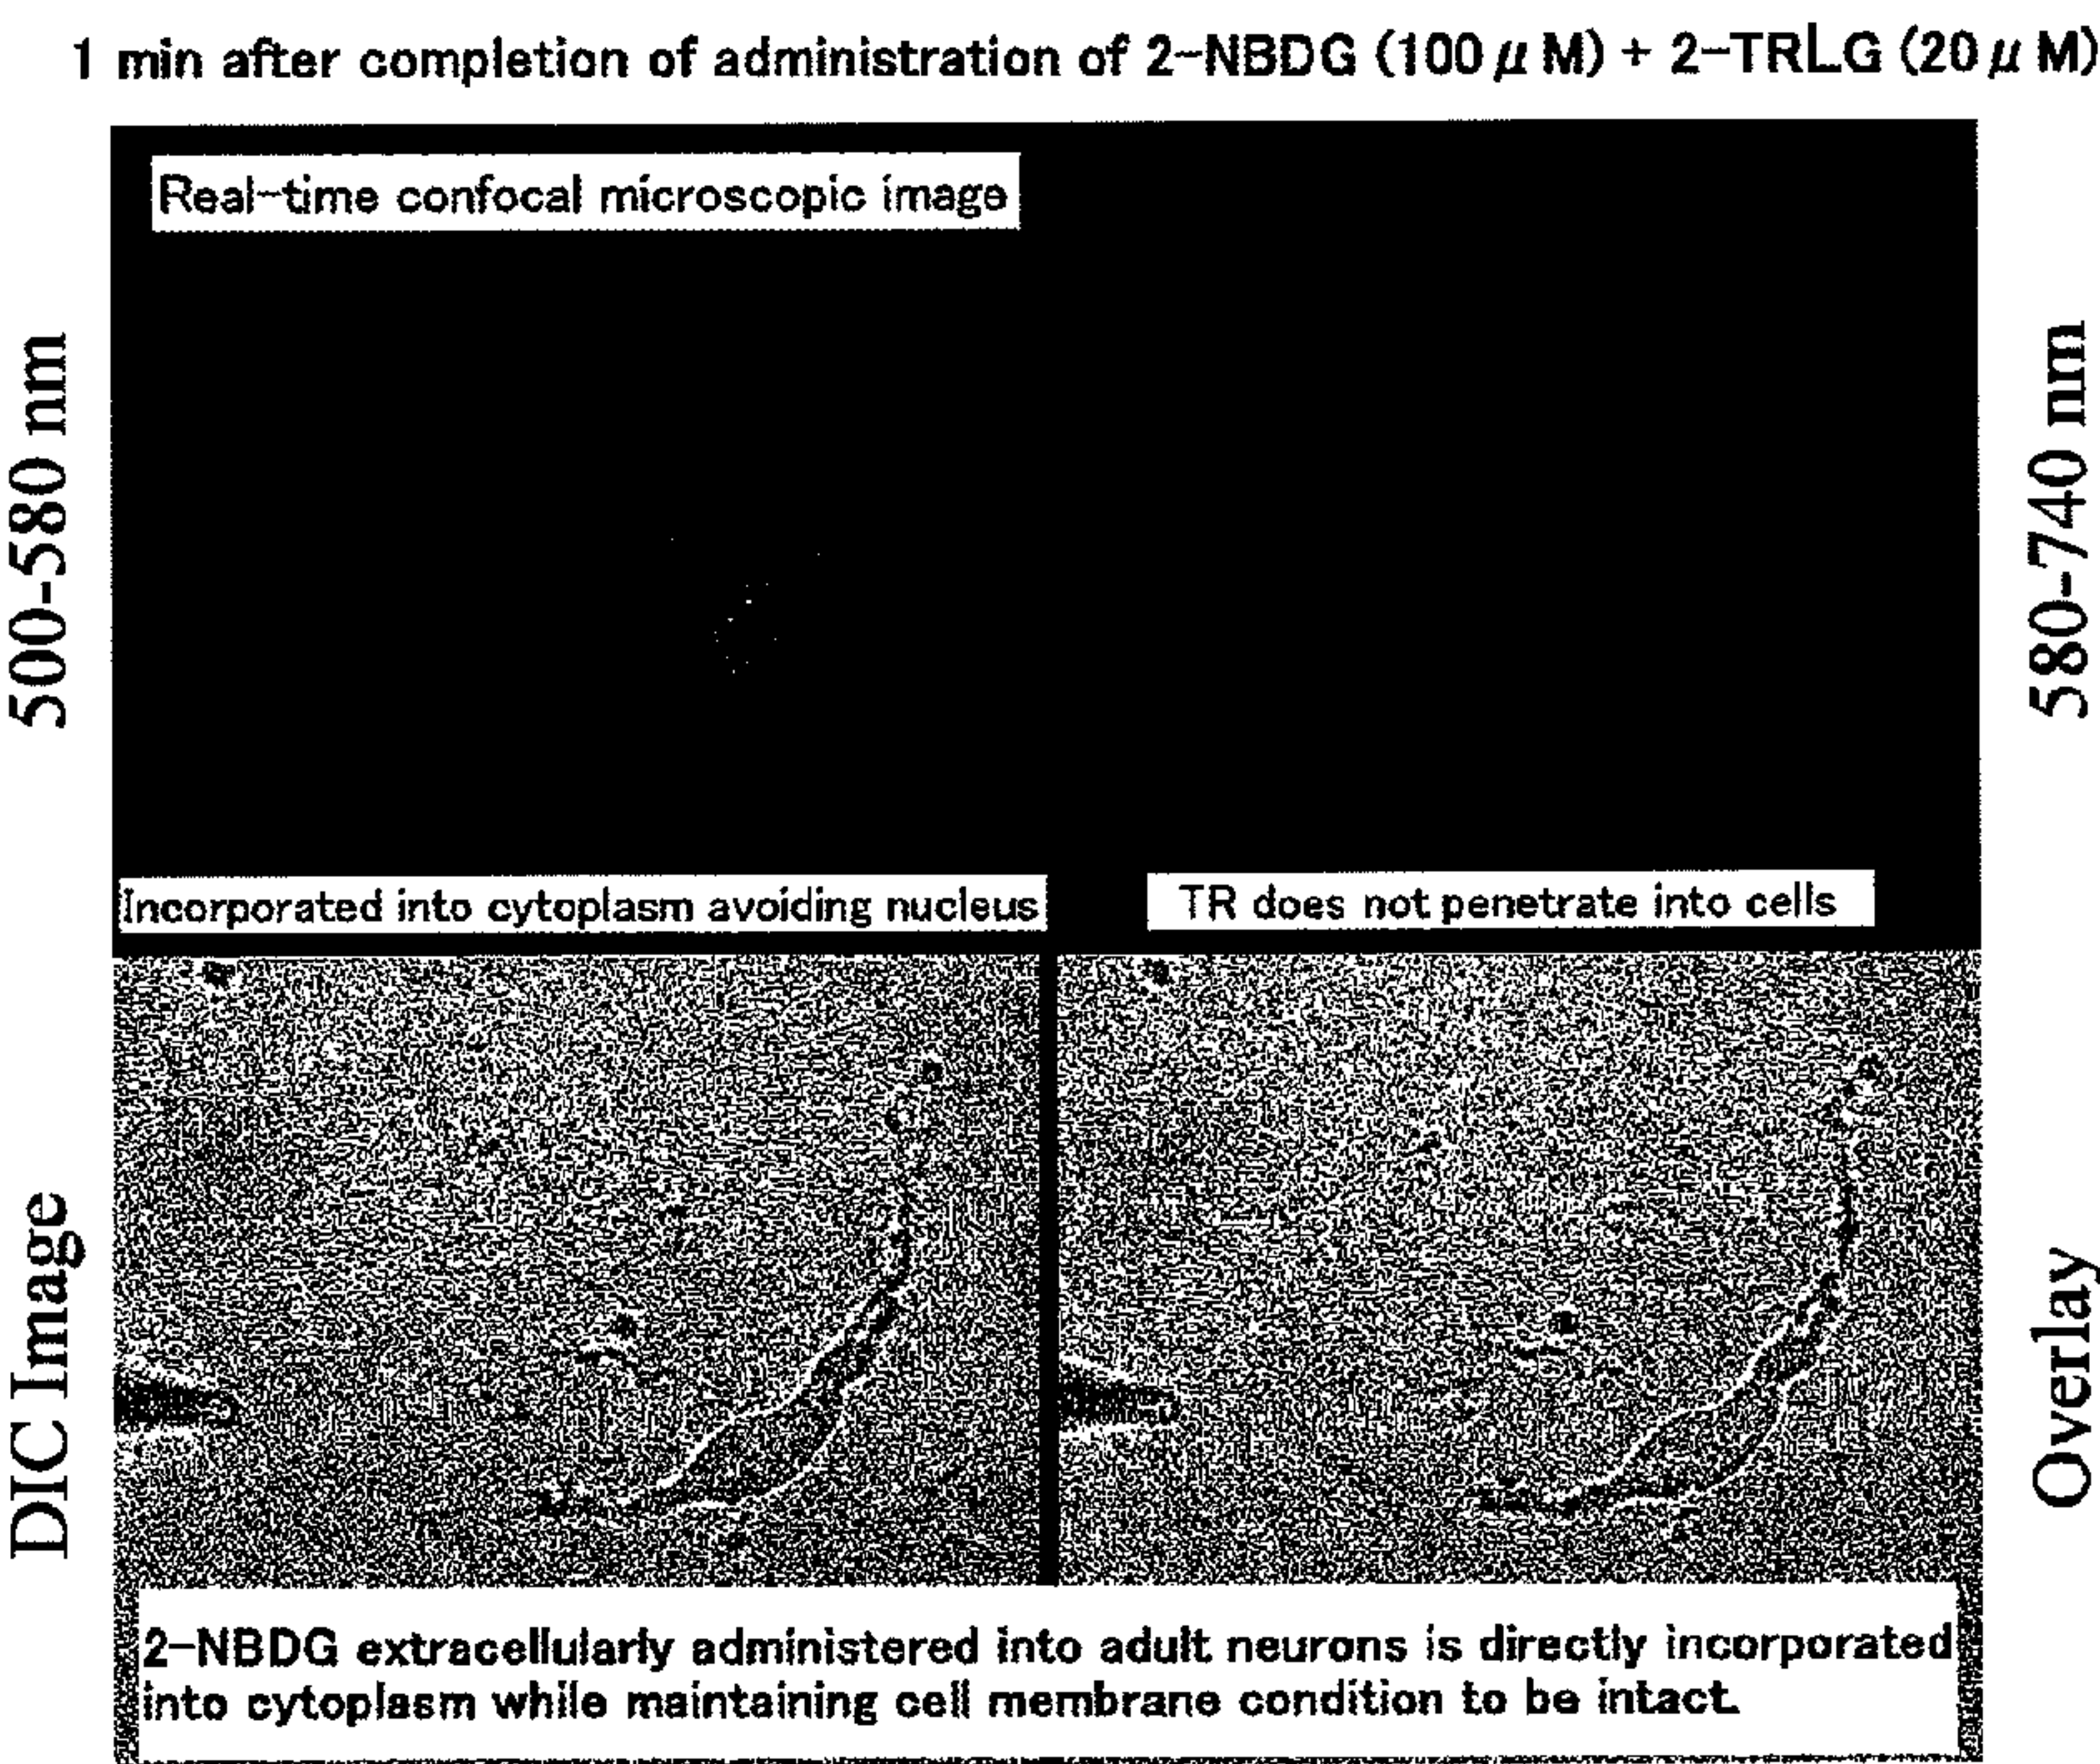 1 min after completion of administration of 2-NBDG (100 μ M) + 2-TRLG (20 μ M)
Real-time confocal microscopic image
500-580 nm
580-740 nm
Incorporated into cytoplasm avoiding nucleus
TR does not penetrate into cells
DIC Image
Overlay
2-NBDG extracellularly administered into adult neurons is directly incorporated
into cytoplasm while maintaining cell membrane condition to be intact.